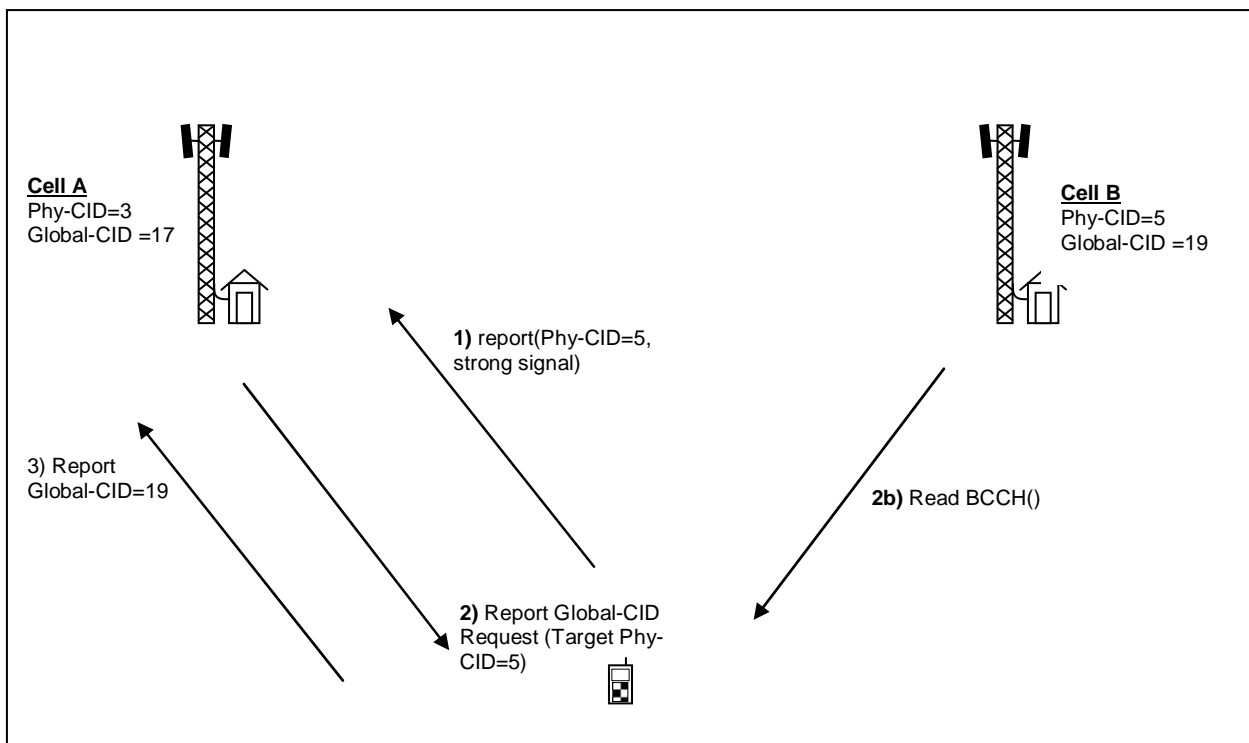 Cell A
Phy-CID=3
Global-CID =17
Cell B
Phy-CID=5
Global-CID =19
1) report(Phy-CID=5,
strong signal)
3) Report
Global-CID=19
2b) Read BCCH()
2) Report Global-CID
Request (Target Phy-
CID=5)